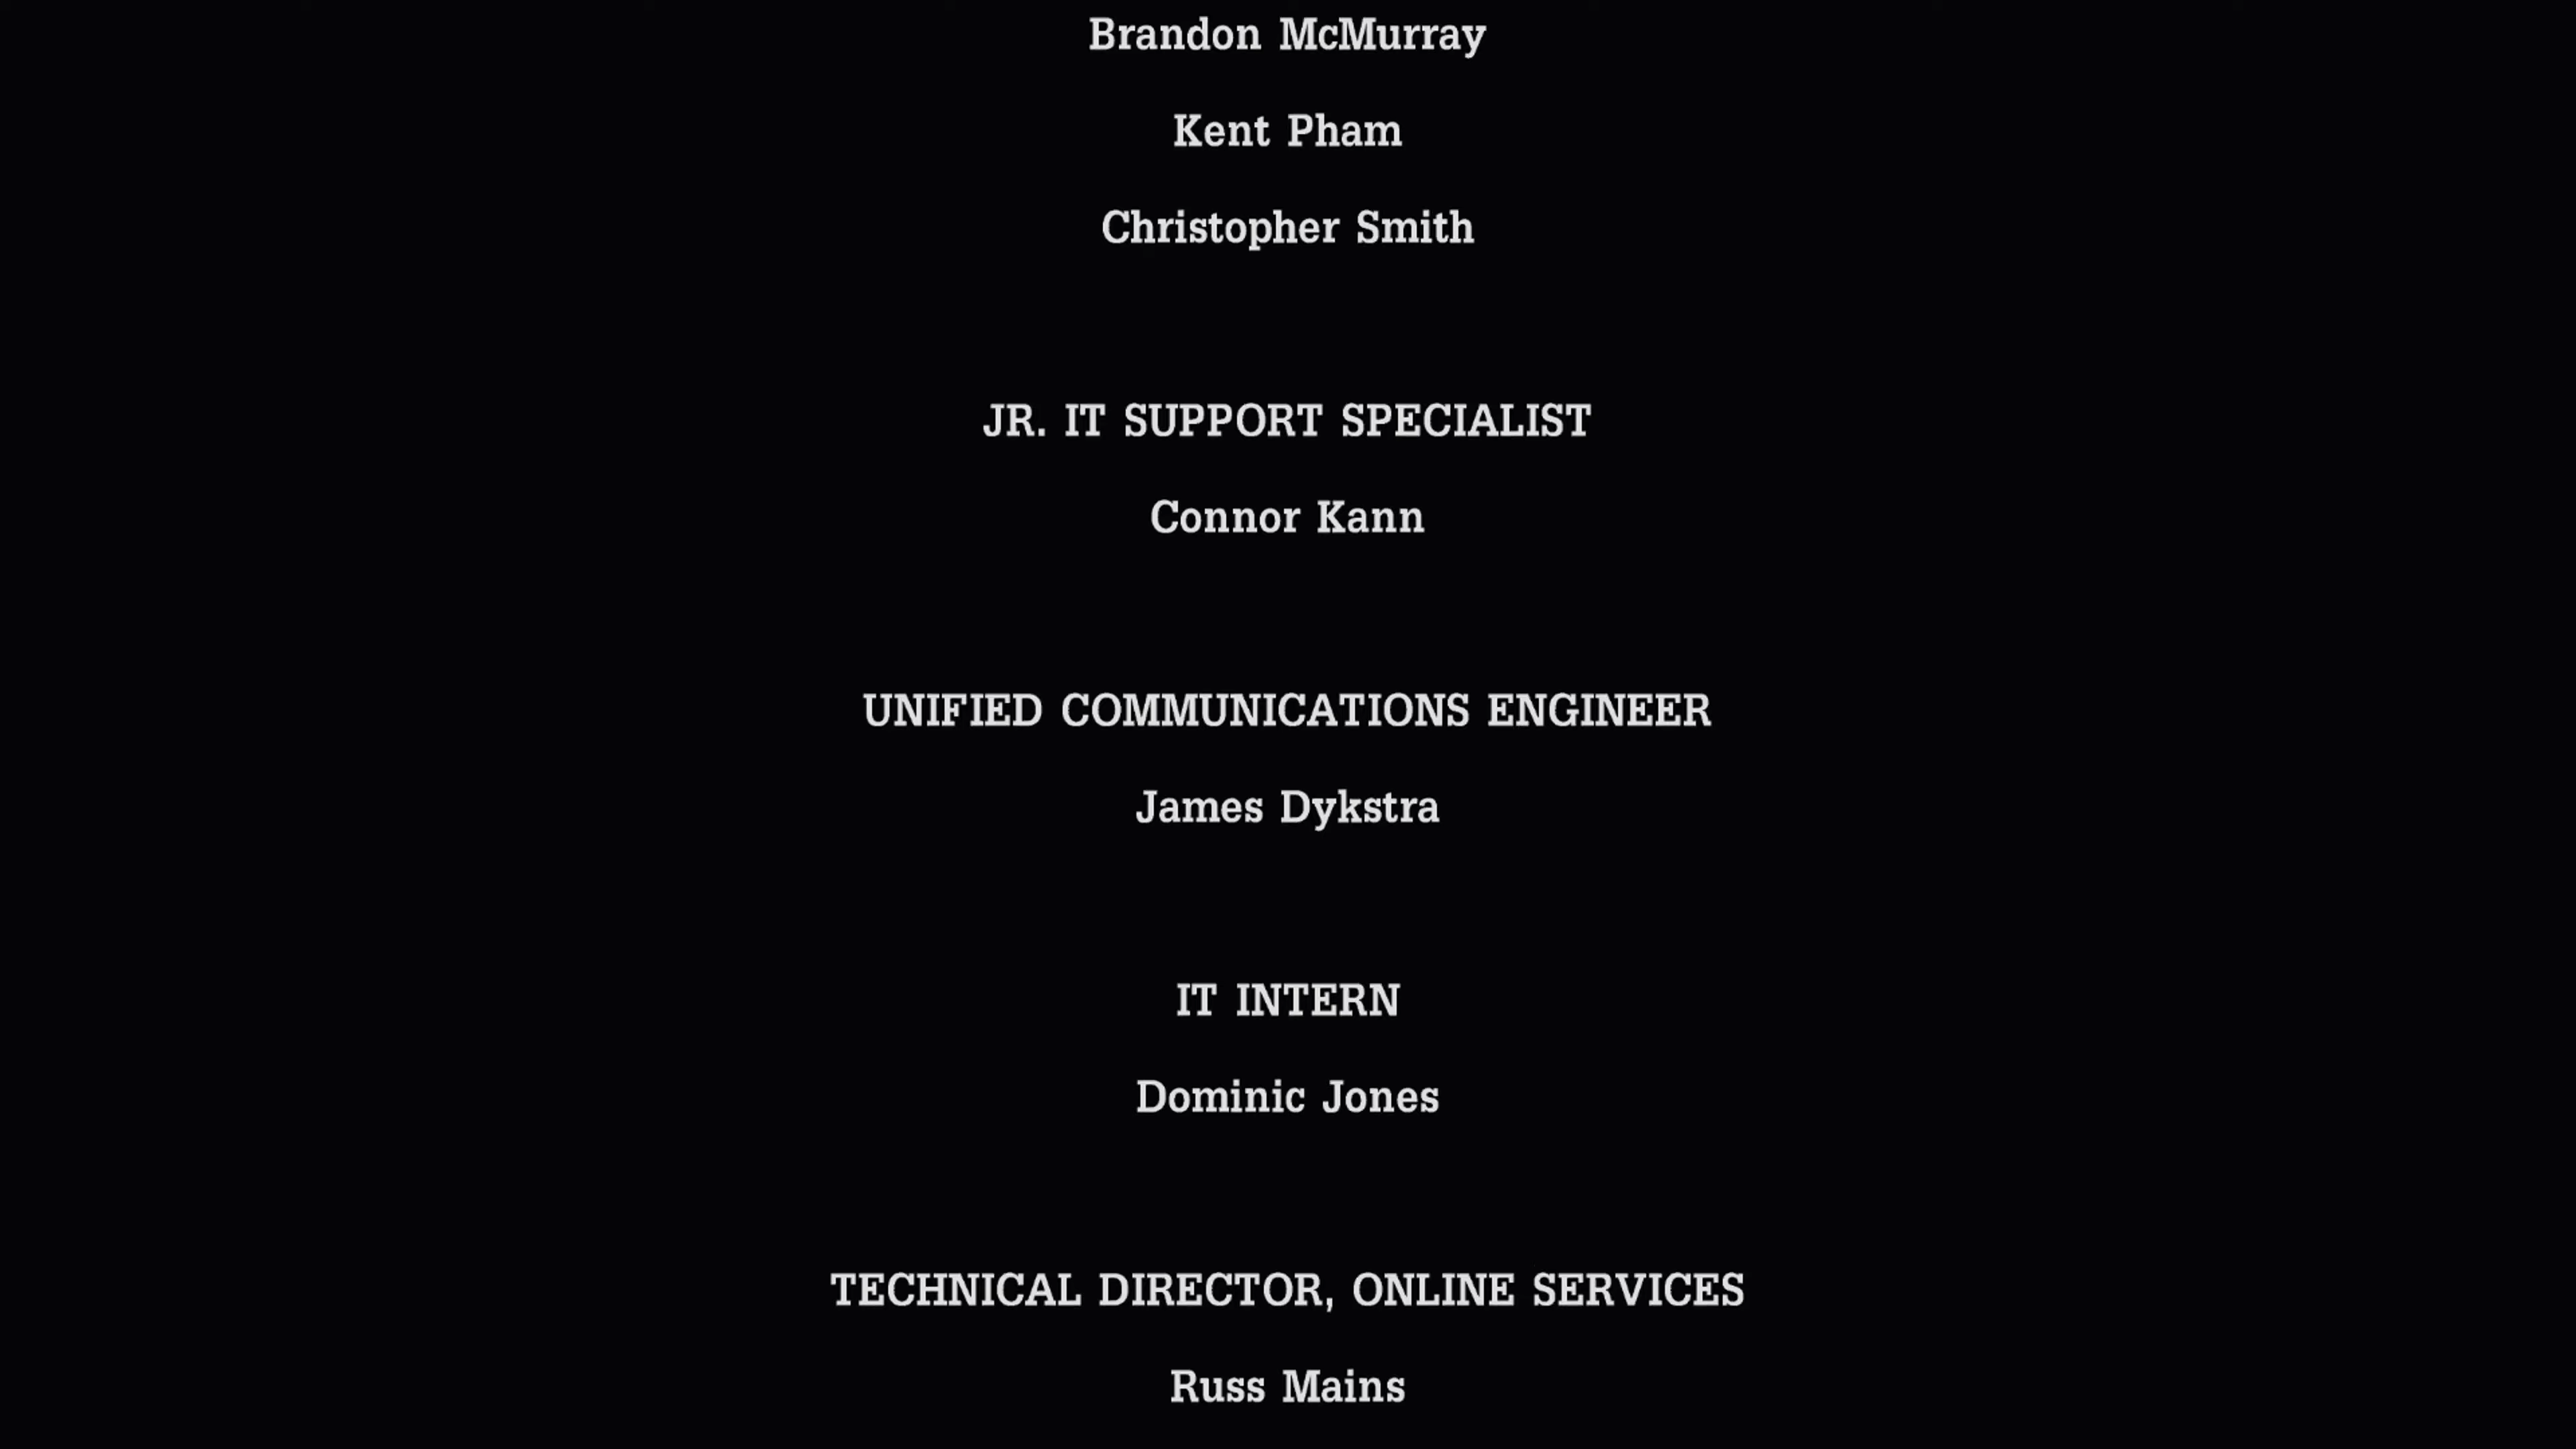 Brandon McMurray
Kent Pham
Christopher Smith
JR. IT SUPPORT SPECIALIST
Connor Kann
UNIFIED COMMUNICATIONS ENGINEER
James Dykstra
IT INTERN
Dominic Jones
TECHNICAL DIRECTOR, ONLINE SERVICES
Russ Mains